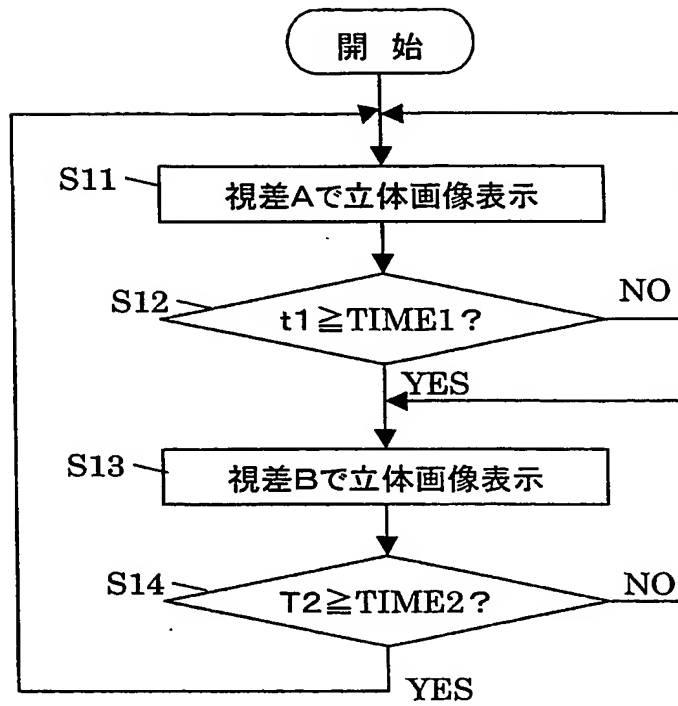 開 始
S11
視差Aで立体画像表示
S12
t1≧TIME1?
NO
YES
S13
視差Bで立体画像表示
S14
T2≧TIME2?
NO
YES